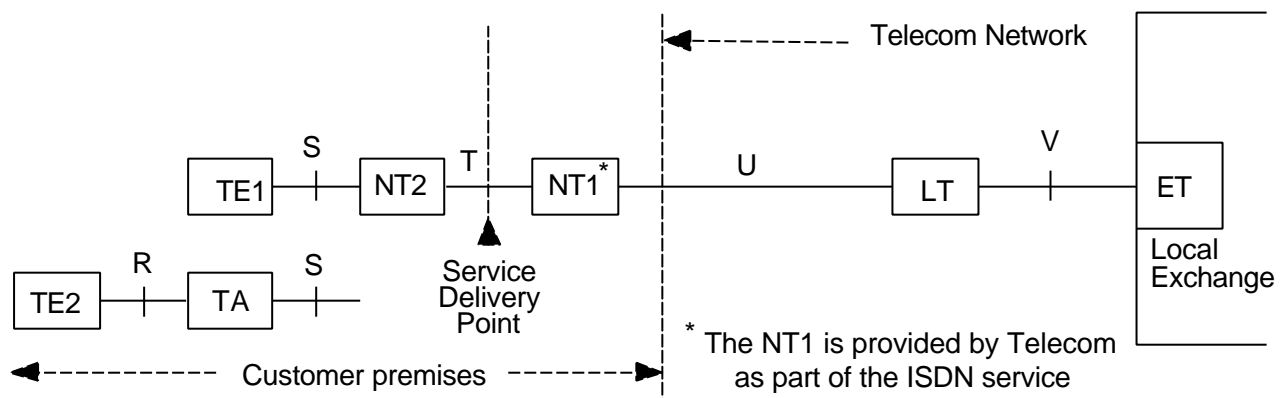 Telecom Network
S
T
V
U
TE1
NT2
NT1*
LT
ET
Local
Exchange
R
S
TE2
TA
Service
Delivery
Point
* The NT1 is provided by Telecom
as part of the ISDN service
Customer premises